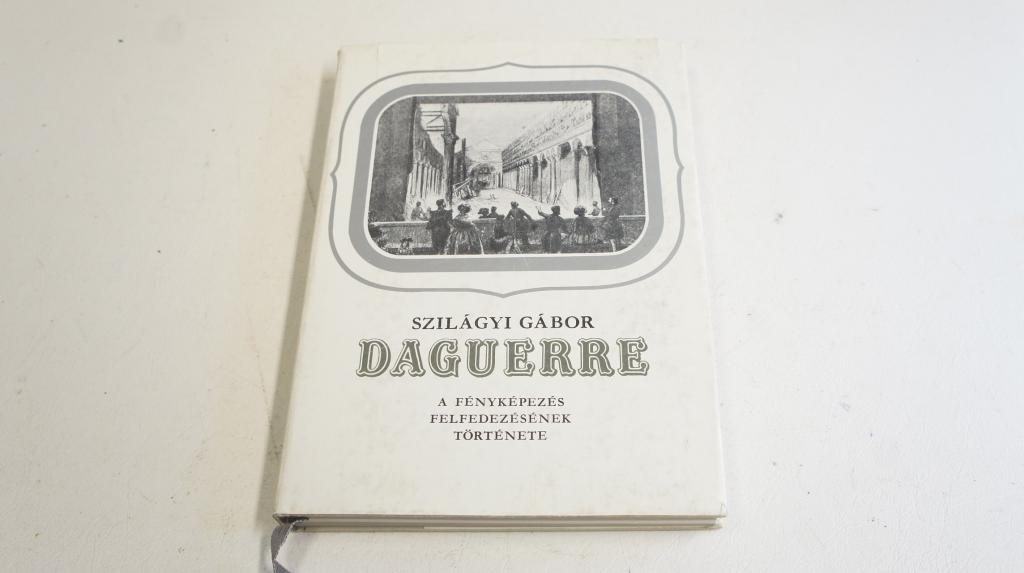 SZILÁGYI GÁBOR
DAGUERRE
A FÉNYKÉPEZÉS
FELFEDEZÉSÉNEK
TÖRTÉNETE